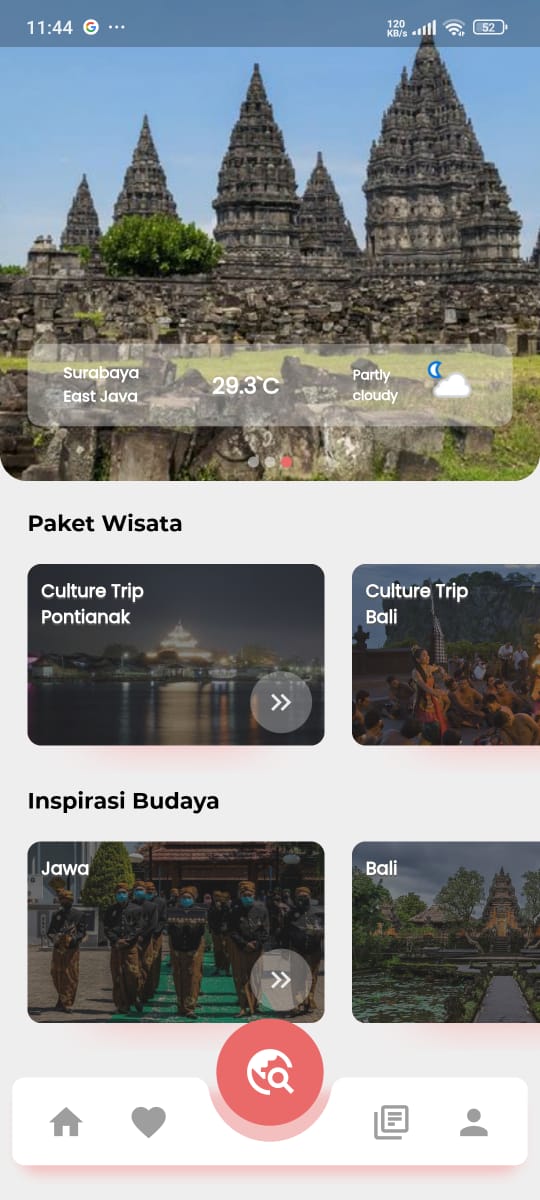 11:44
120
KB/s
52
Surabaya
East Java
29.3°C
Partly
cloudy
Paket Wisata
Culture Trip
Pontianak
Culture Trip
Bali
Inspirasi Budaya
Jawa
Bali